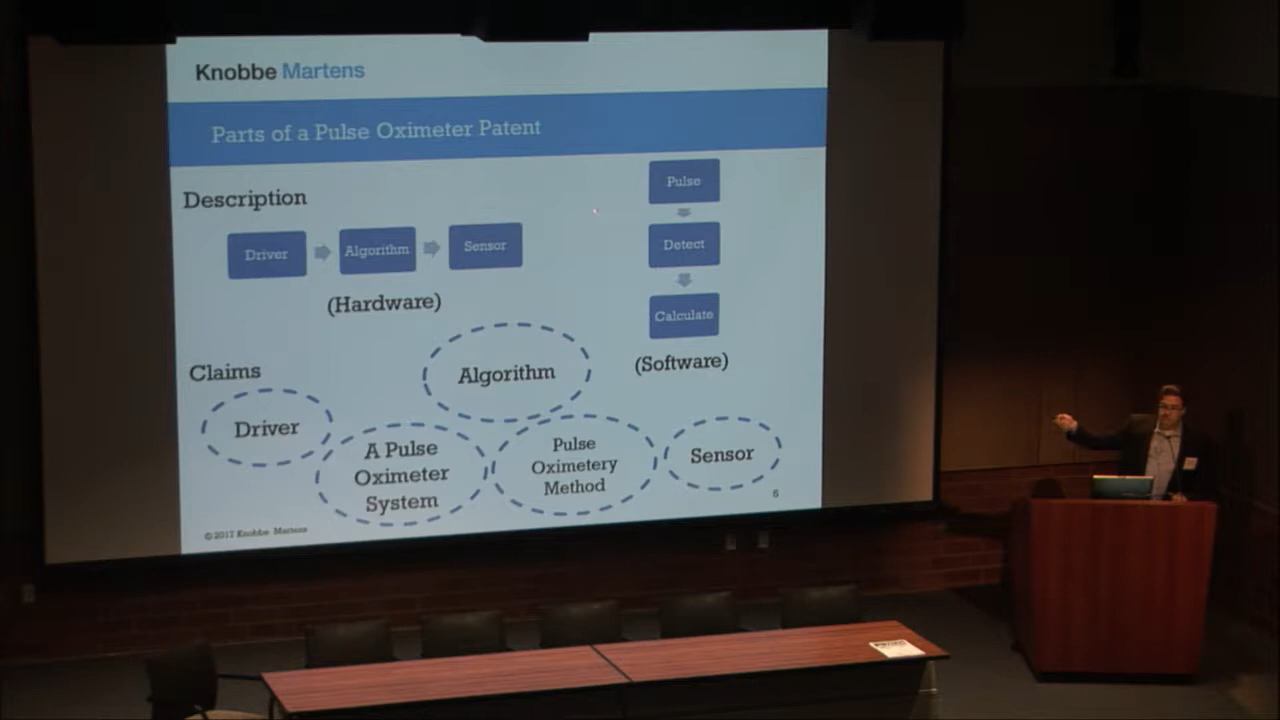 Knobbe Martens
Parts of a Pulse Oximeter Patent
Description
Driver
Algorithm
Sensor
(Hardware)
Pulse
Detect
Calculate
(Software)
Claims
Driver
A Pulse
Oximeter
System
Algorithm
Pulse
Oximetery
Method
Sensor
6
© 2017 Knobbe Martens